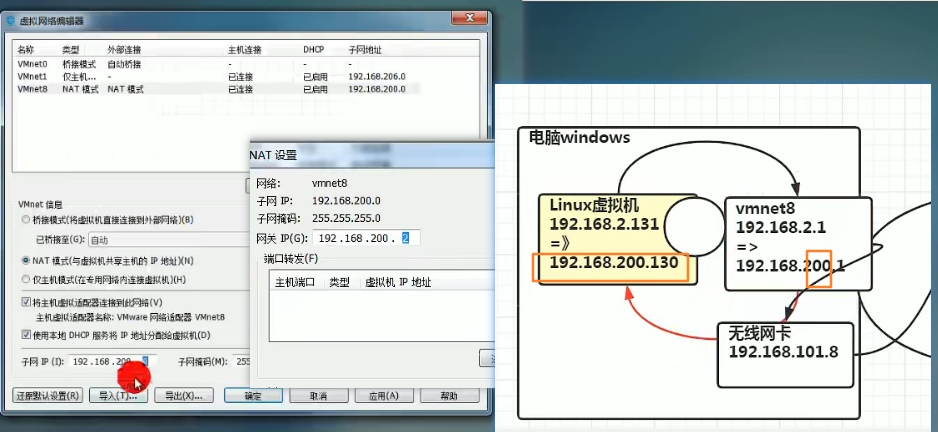 虚拟网络编辑器
名称 类型 外部连接 主机连接 DHCP 子网地址
VMnet0 桥接模式 自动桥接 - - -
VMnet1 仅主机... - 已连接 已启用 192.168.206.0
VMnet8 NAT 模式 NAT 模式 已连接 已启用 192.168.200.0
VMnet 信息
桥接模式(将虚拟机直接连接到外部网络)(B)
已桥接至(G): 自动
NAT 模式(与虚拟机共享主机的 IP 地址)(N)
仅主机模式(在专用网络内连接虚拟机)(H)
将主机虚拟适配器连接到此网络(V)
主机虚拟适配器名称: VMware 网络适配器 VMnet8
使用本地 DHCP 服务将 IP 地址分配给虚拟机(D)
子网 IP (I): 192 .168 .200 . 子网掩码(M): 255
还原默认设置(R) 导入(T)... 导出(X)... 确定 取消 应用(A) 帮助
NAT 设置
网络: vmnet8
子网 IP: 192.168.200.0
子网掩码: 255.255.255.0
网关 IP(G): 192 .168 .200 . 2
端口转发(F)
主机端口 类型 虚拟机 IP 地址
电脑windows
Linux虚拟机
192.168.2.131
=》
192.168.200.130
vmnet8
192.168.2.1
=>
192.168.200.1
无线网卡
192.168.101.8